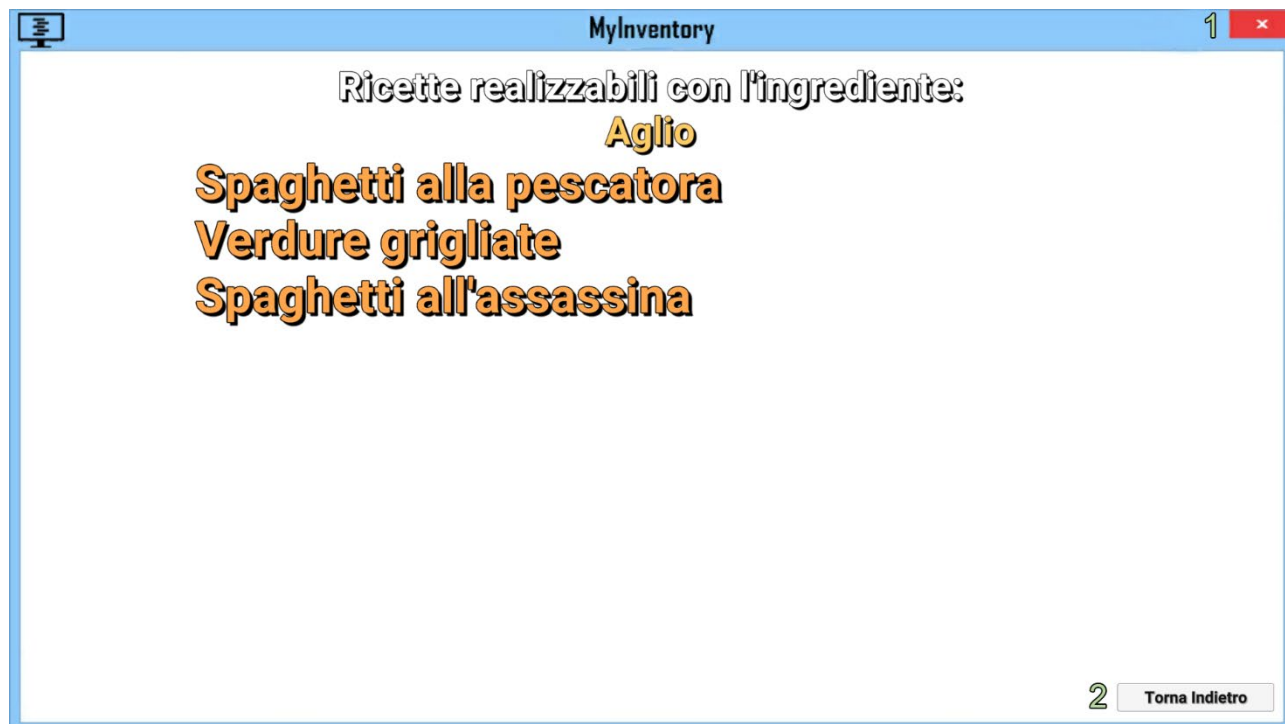 MyInventory
1
×
Ricette realizzabili con l'ingrediente:
Aglio
Spaghetti alla pescatora
Verdure grigliate
Spaghetti all'assassina
2
Torna Indietro